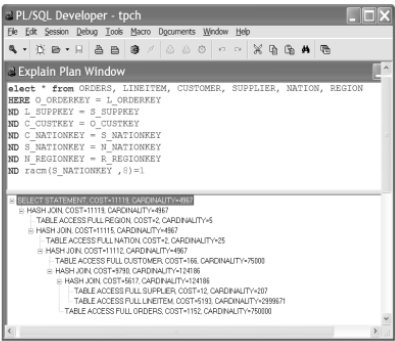 PL/SQL Developer - tpch
File Edit Session Debug Tools Macro Documents Window Help
Explain Plan Window
elect * from ORDERS, LINEITEM, CUSTOMER, SUPPLIER, NATION, REGION
HERE O_ORDERKEY = L_ORDERKEY
ND L_SUPPKEY = S_SUPPKEY
ND C_CUSTKEY = O_CUSTKEY
ND C_NATIONKEY = S_NATIONKEY
ND S_NATIONKEY = N_NATIONKEY
ND N_REGIONKEY = R_REGIONKEY
ND racm(S_NATIONKEY ,8)=1
SELECT STATEMENT, COST=11119, CARDINALITY=4967
HASH JOIN, COST=11119, CARDINALITY=4967
TABLE ACCESS FULL REGION, COST=2, CARDINALITY=5
HASH JOIN, COST=11115, CARDINALITY=4967
TABLE ACCESS FULL NATION, COST=2, CARDINALITY=25
HASH JOIN, COST=11112, CARDINALITY=4967
TABLE ACCESS FULL CUSTOMER, COST=166, CARDINALITY=75000
HASH JOIN, COST=9790, CARDINALITY=124186
HASH JOIN, COST=5617, CARDINALITY=124186
TABLE ACCESS FULL SUPPLIER, COST=12, CARDINALITY=207
TABLE ACCESS FULL LINEITEM, COST=5193, CARDINALITY=2999671
TABLE ACCESS FULL ORDERS, COST=1152, CARDINALITY=750000